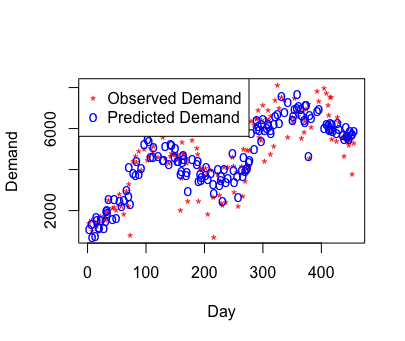 * Observed Demand
o Predicted Demand
Demand
6000
2000
0 100 200 300 400
Day